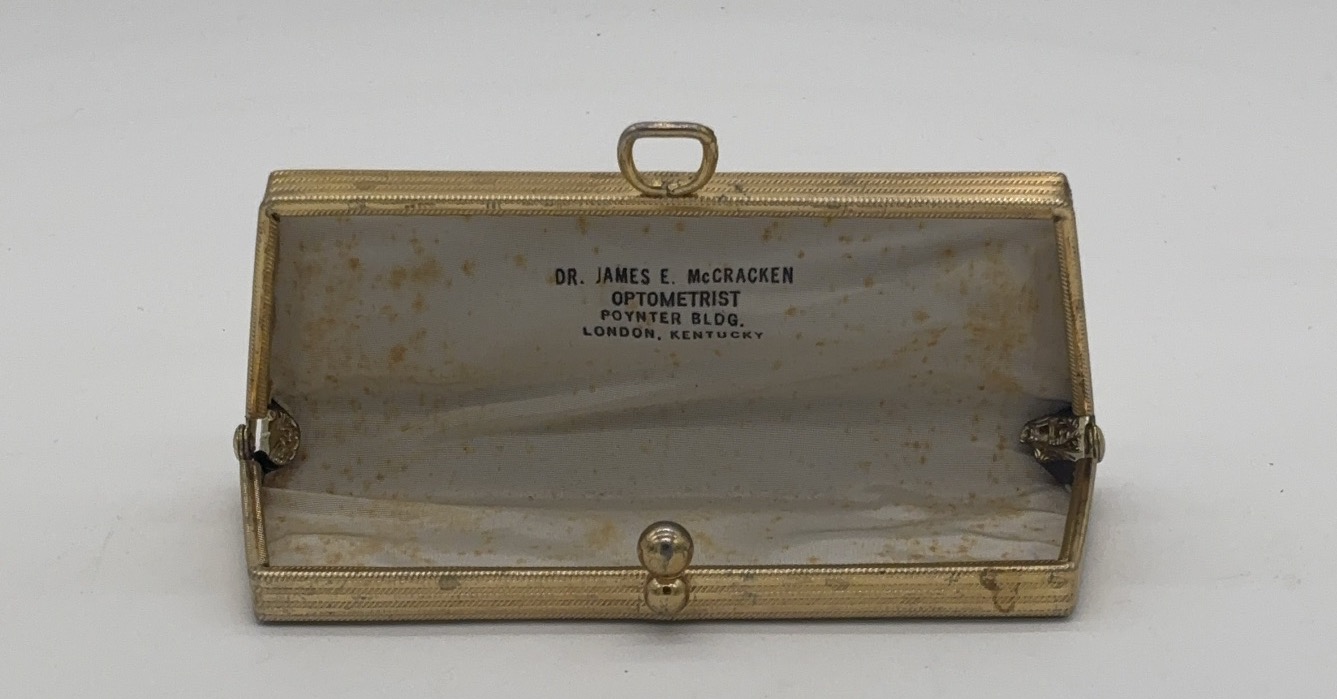 DR. JAMES E. McCRACKEN
OPTOMETRIST
POYNTER BLDG.
LONDON, KENTUCKY